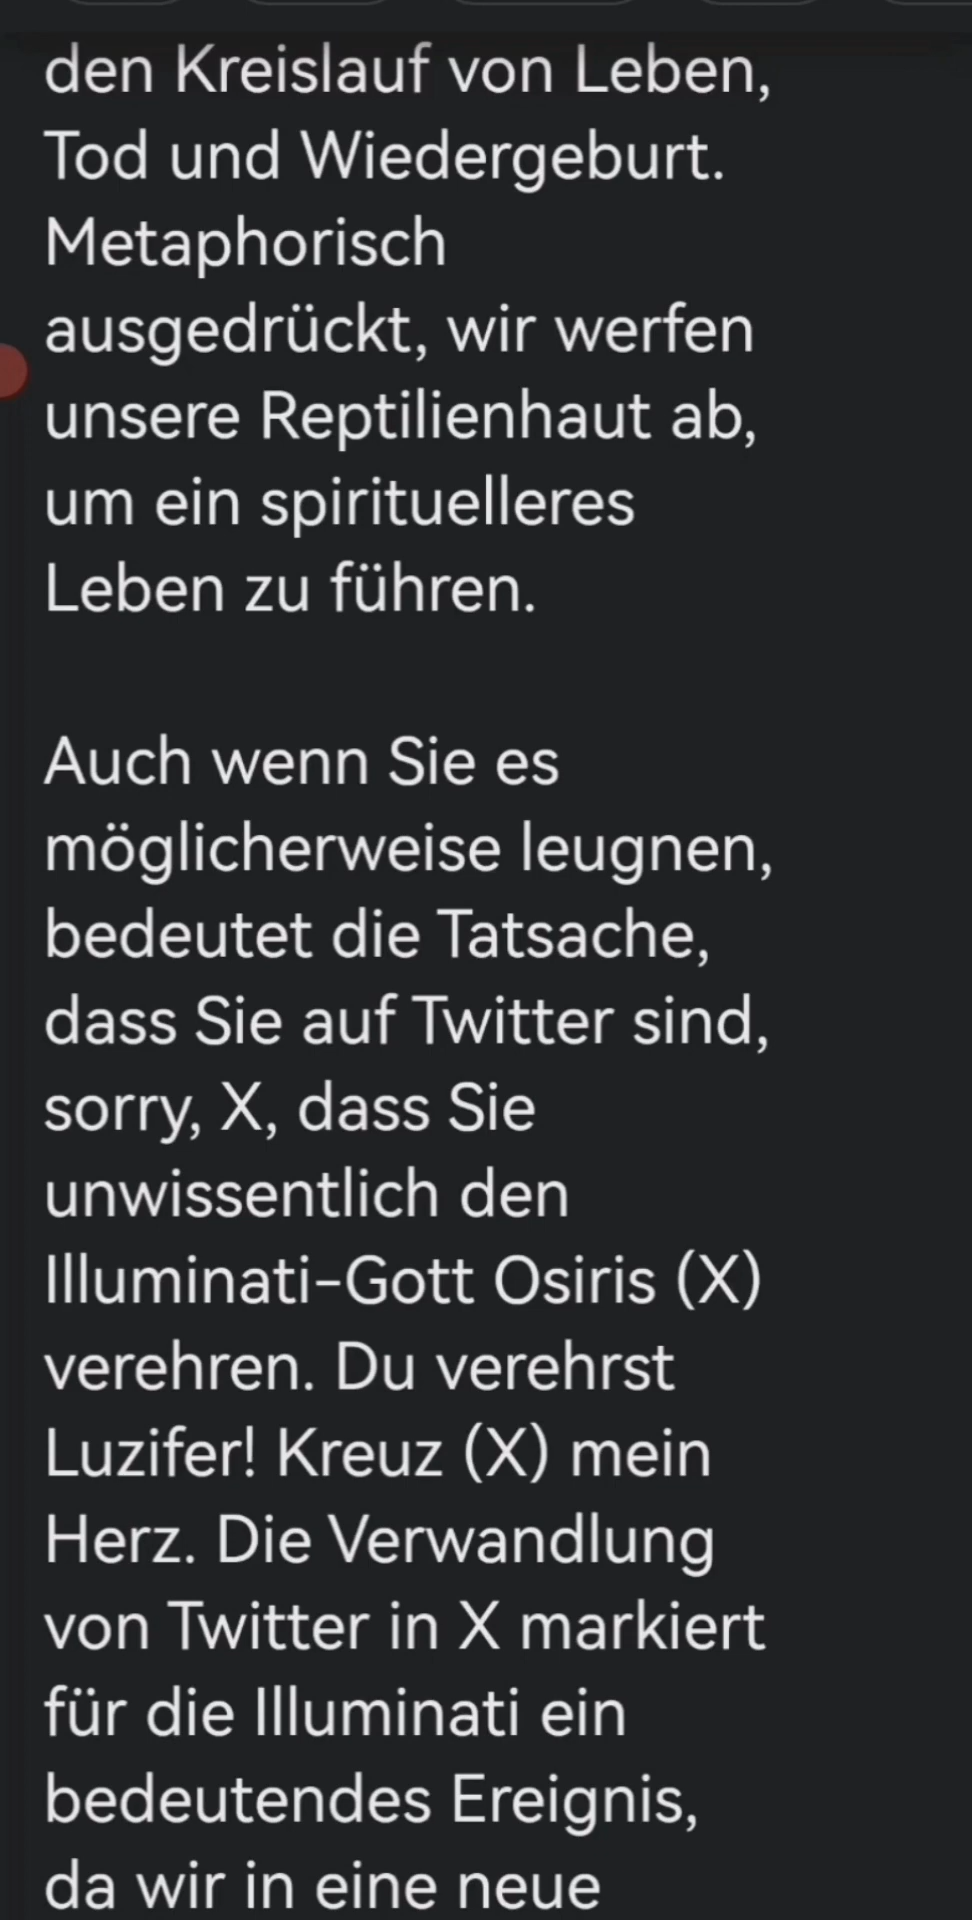 den Kreislauf von Leben,
Tod und Wiedergeburt.
Metaphorisch
ausgedrückt, wir werfen
unsere Reptilienhaut ab,
um ein spirituelleres
Leben zu führen.
Auch wenn Sie es
möglicherweise leugnen,
bedeutet die Tatsache,
dass Sie auf Twitter sind,
sorry, X, dass Sie
unwissentlich den
Illuminati-Gott Osiris (X)
verehren. Du verehrst
Luzifer! Kreuz (X) mein
Herz. Die Verwandlung
von Twitter in X markiert
für die Illuminati ein
bedeutendes Ereignis,
da wir in eine neue